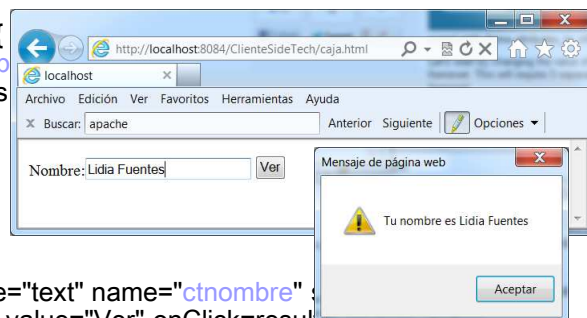 http://localhost:8084/ClienteSideTech/caja.html
localhost
Archivo Edición Ver Favoritos Herramientas Ayuda
x Buscar: apache Anterior Siguiente Opciones
Nombre: Lidia Fuentes Ver
Mensaje de página web
Tu nombre es Lidia Fuentes
Aceptar
="text" name="ctnombre"
value="Ver" onClick=